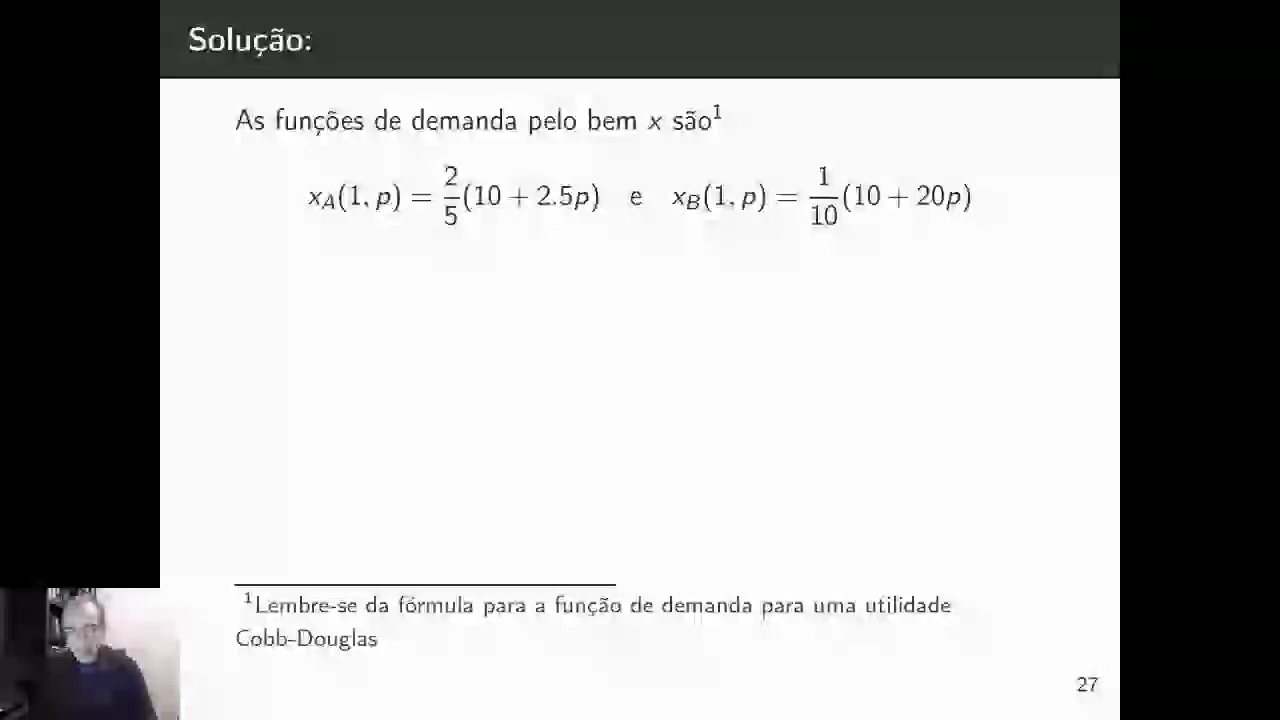 Solução:
As funções de demanda pelo bem x são¹
x_A(1, p) = 2/5 (10 + 2.5p) e x_B(1, p) = 1/10 (10 + 20p)
¹Lembre-se da fórmula para a função de demanda para uma utilidade
Cobb-Douglas
27